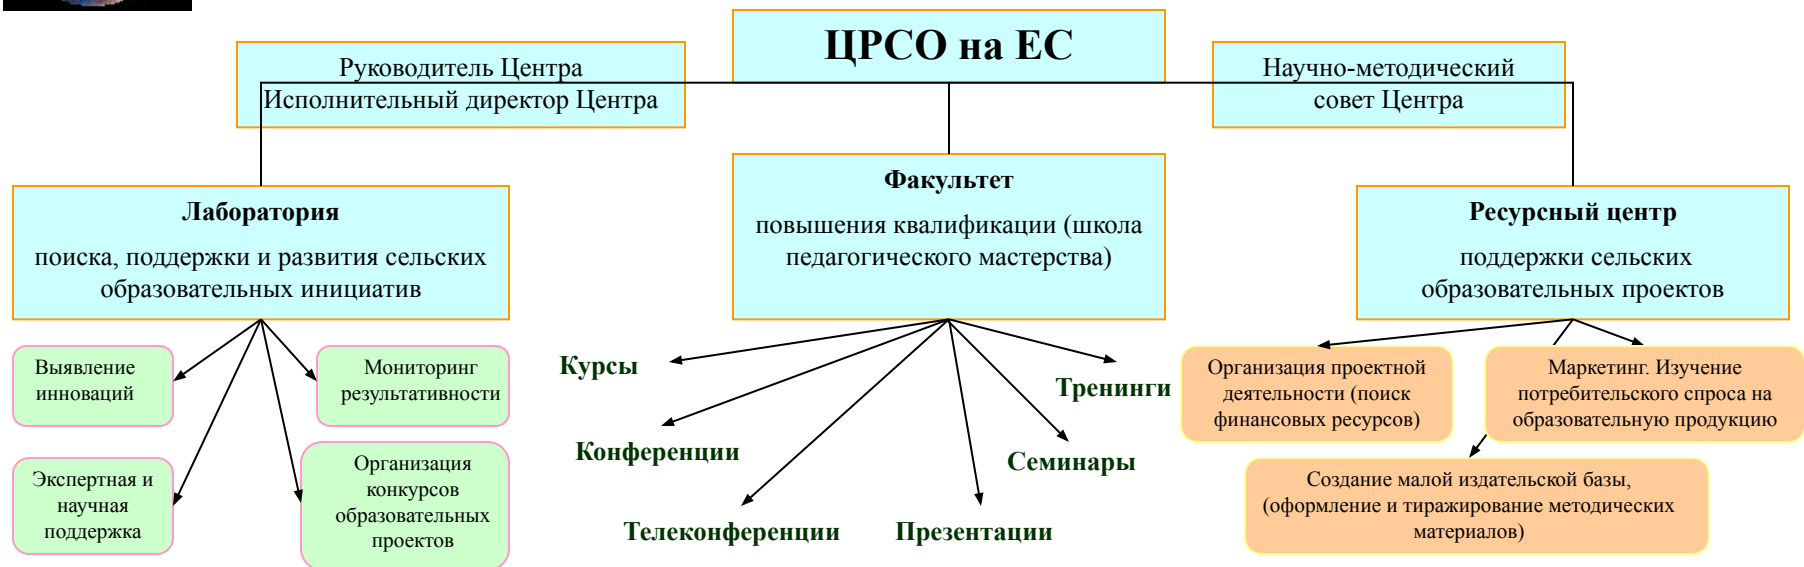 ЦРСО на ЕС
Руководитель Центра
Исполнительный директор Центра
Научно-методический
совет Центра
Лаборатория
поиска, поддержки и развития сельских
образовательных инициатив
Факультет
повышения квалификации (школа
педагогического мастерства)
Ресурсный центр
поддержки сельских
образовательных проектов
Выявление
инноваций
Мониторинг
результативности
Экспертная и
научная
поддержка
Организация
конкурсов
образовательных
проектов
Курсы
Тренинги
Конференции
Семинары
Телеконференции
Презентации
Организация проектной
деятельности (поиск
финансовых ресурсов)
Маркетинг. Изучение
потребительского спроса на
образовательную продукцию
Создание малой издательской базы,
(оформление и тиражирование методических
материалов)